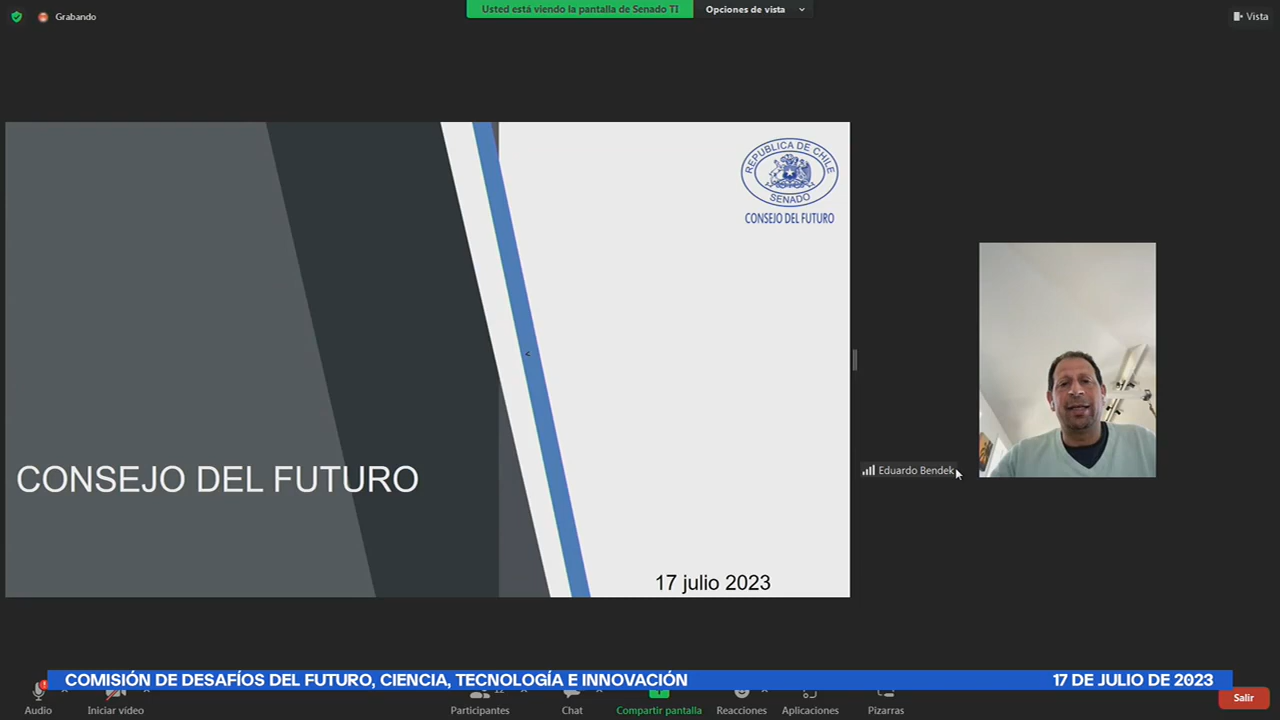 Grabando
Usted está viendo la pantalla de Senado TI
Opciones de vista
Vista
REPUBLICA DE CHILE
SENADO
CONSEJO DEL FUTURO
CONSEJO DEL FUTURO
17 julio 2023
Eduardo Bendek
COMISIÓN DE DESAFÍOS DEL FUTURO, CIENCIA, TECNOLOGÍA E INNOVACIÓN
17 DE JULIO DE 2023
Audio
Iniciar vídeo
Participantes
Chat
Compartir pantalla
Reacciones
Aplicaciones
Pizarras
Salir